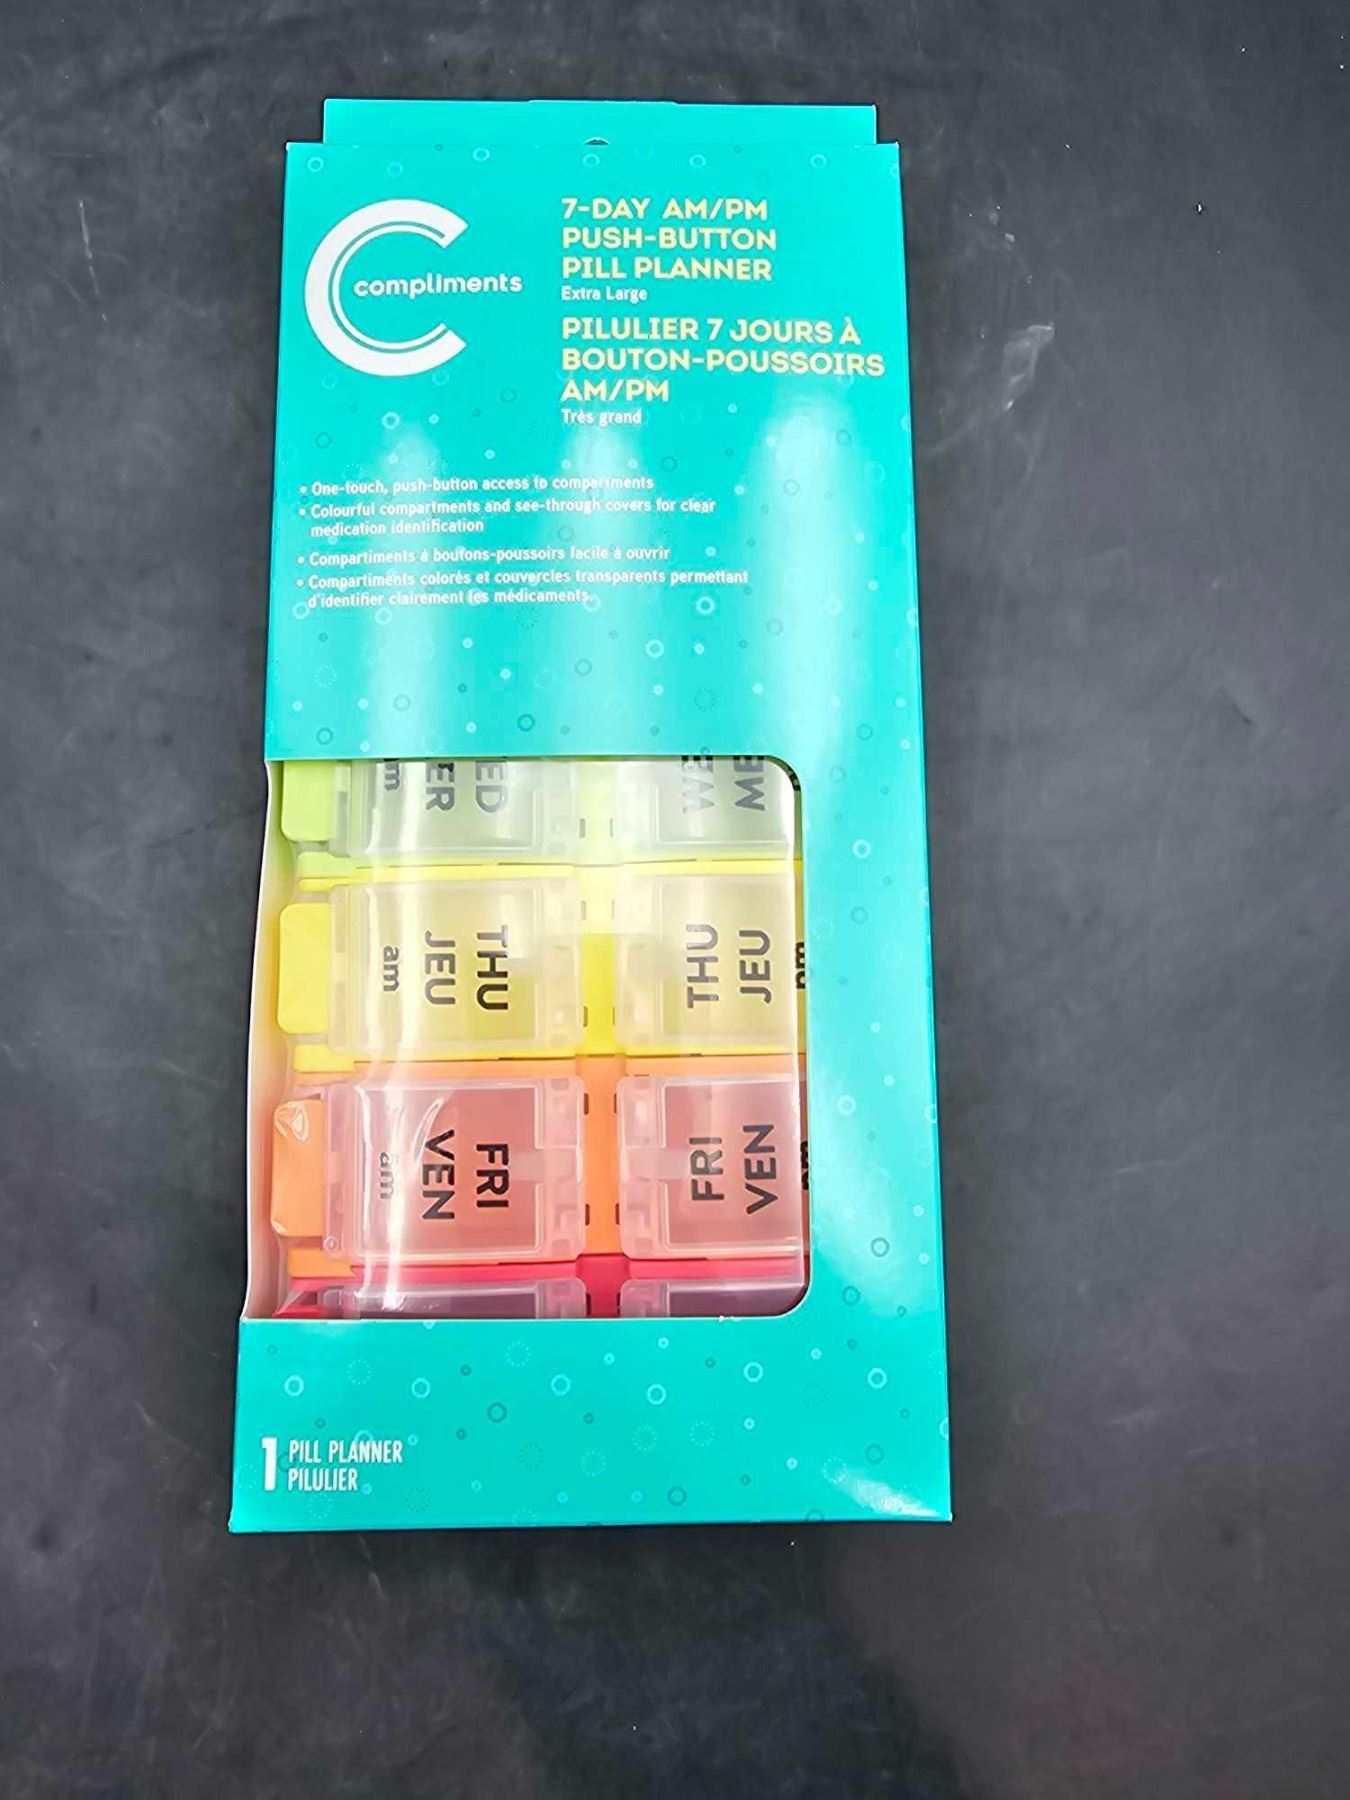 compliments
7-DAY AM/PM
PUSH-BUTTON
PILL PLANNER
Extra Large
PILULIER 7 JOURS À
BOUTON-POUSSOIRS
AM/PM
Très grand
• One-touch, push-button access to compartments
• Colourful compartments and see-through covers for clear
medication identification
• Compartiments à boutons-poussoirs facile à ouvrir
• Compartiments colorés et couvercles transparents permettant
d'identifier clairement les médicaments.
THU
JEU
am
THU
JEU
pm
FRI
VEN
am
FRI
VEN
1 PILL PLANNER
PILULIER